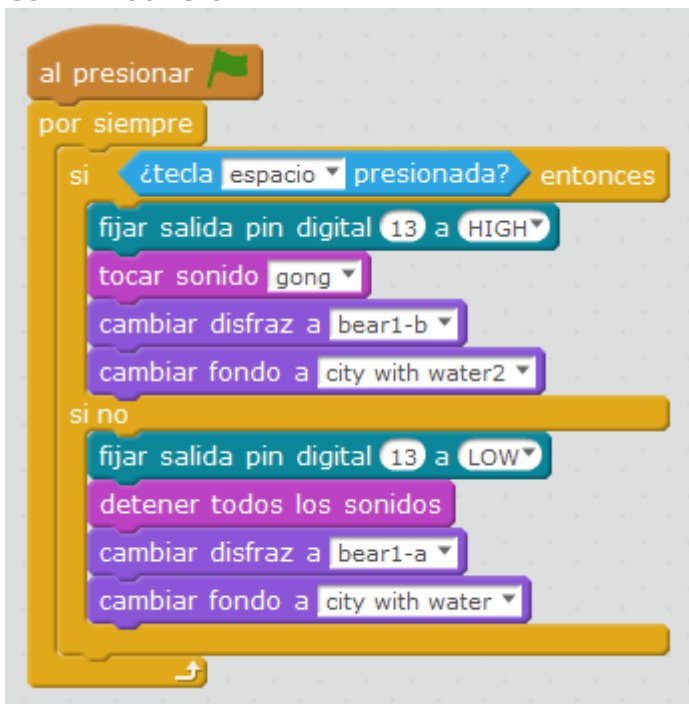 al presionar
por siempre
si ¿tecla espacio presionada? entonces
fijar salida pin digital 13 a HIGH
tocar sonido gong
cambiar disfraz a bear1-b
cambiar fondo a city with water2
si no
fijar salida pin digital 13 a LOW
detener todos los sonidos
cambiar disfraz a bear1-a
cambiar fondo a city with water